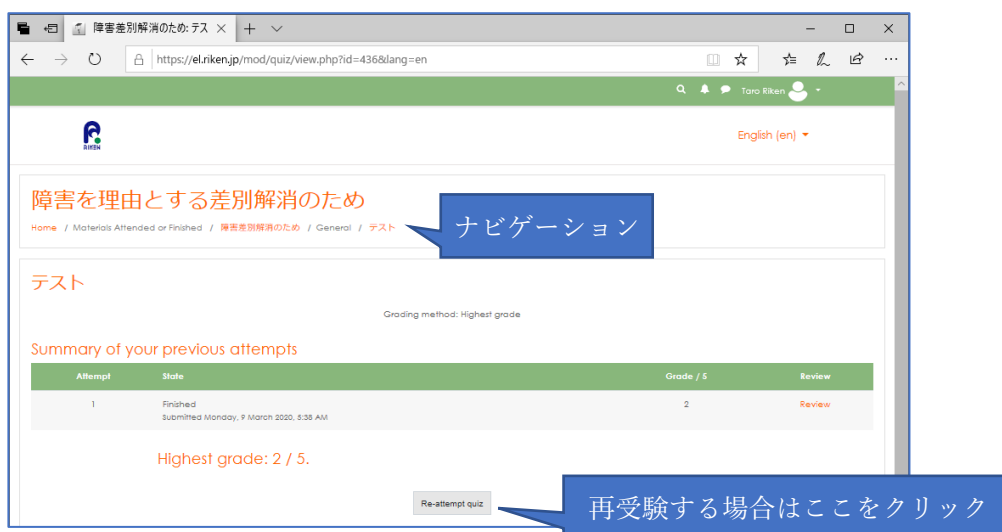 障害差別解消のため: テス
https://el.riken.jp/mod/quiz/view.php?id=436&lang=en
Taro Riken
RIKEN
English (en)
障害を理由とする差別解消のため
Home / Materials Attended or Finished / 障害差別解消のため / General / テスト
ナビゲーション
テスト
Grading method: Highest grade
Summary of your previous attempts
Attempt State Grade / 5 Review
1 Finished 2 Review
Submitted Monday, 9 March 2020, 5:38 AM
Highest grade: 2 / 5.
Re-attempt quiz
再受験する場合はここをクリック